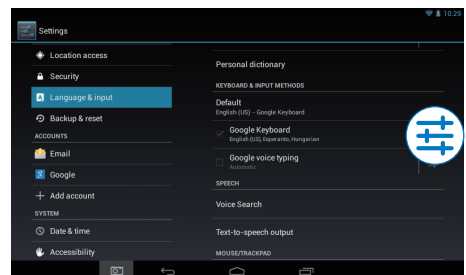 10:29
Settings
Location access
Security
Language & input
Backup & reset
ACCOUNTS
Email
Google
Add account
SYSTEM
Date & time
Accessibility
Personal dictionary
KEYBOARD & INPUT METHODS
Default
English (US) - Google Keyboard
Google Keyboard
English (US), Esperanto, Hungarian
Google voice typing
Automatic
SPEECH
Voice Search
Text-to-speech output
MOUSE/TRACKPAD